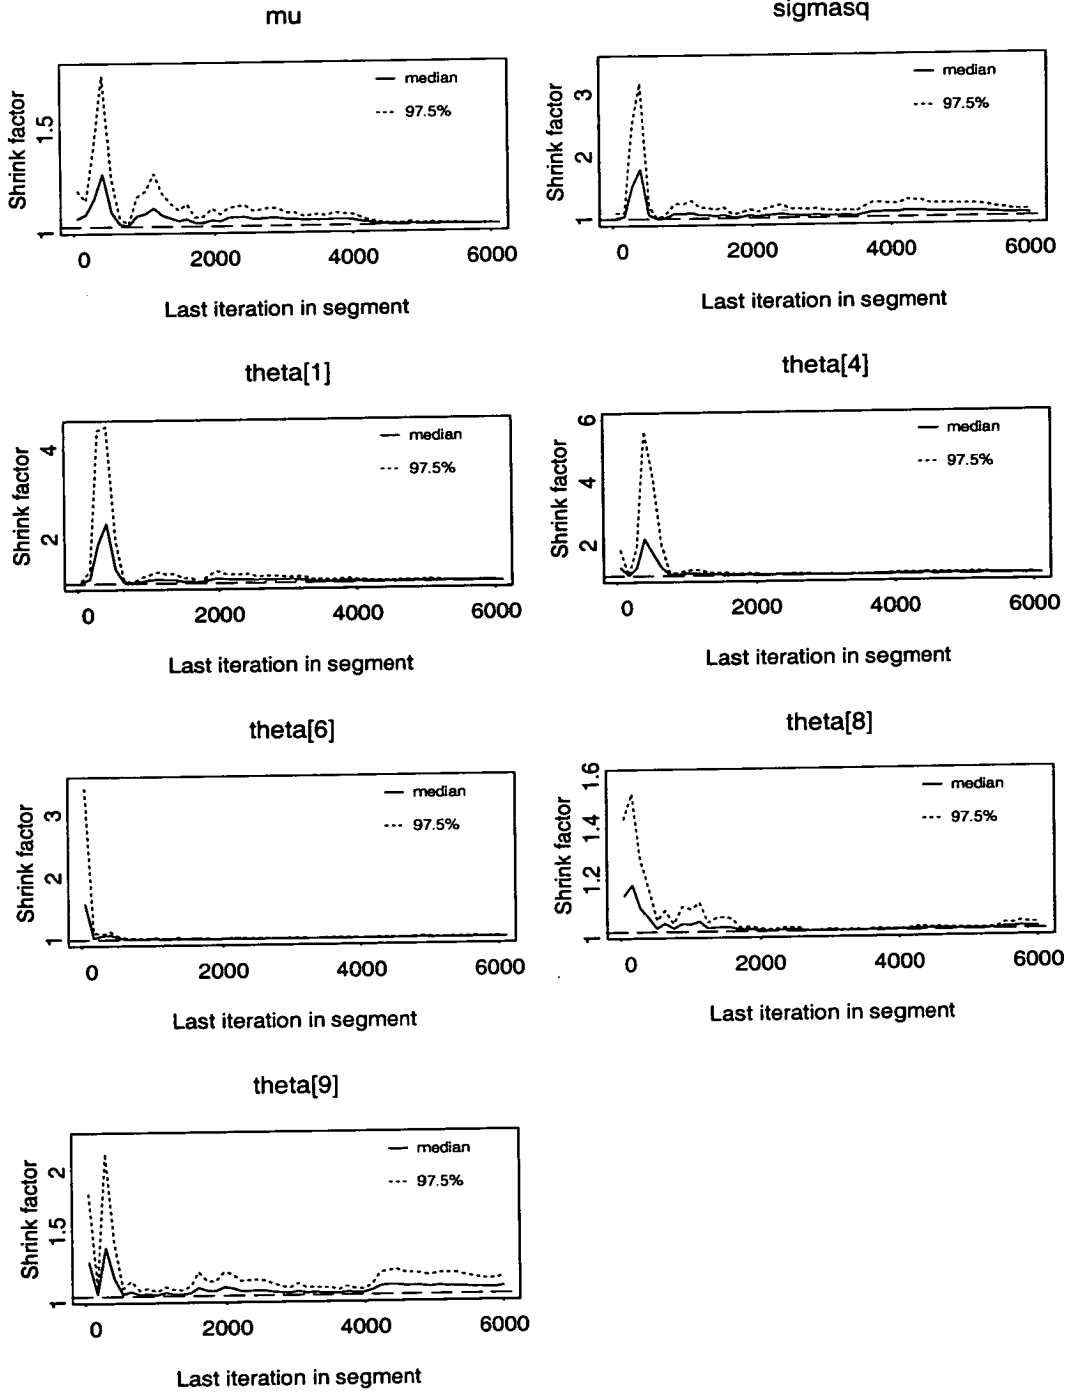 mu
sigmasq
Shrink factor
1 1.5
median
97.5%
0 2000 4000 6000
Last iteration in segment
Shrink factor
1 2 3
median
97.5%
0 2000 4000 6000
Last iteration in segment
theta[1]
theta[4]
Shrink factor
2 4
median
97.5%
0 2000 4000 6000
Last iteration in segment
Shrink factor
2 4 6
median
97.5%
0 2000 4000 6000
Last iteration in segment
theta[6]
theta[8]
Shrink factor
1 2 3
median
97.5%
0 2000 4000 6000
Last iteration in segment
Shrink factor
1 1.2 1.4 1.6
median
97.5%
0 2000 4000 6000
Last iteration in segment
theta[9]
Shrink factor
1 1.5 2
median
97.5%
0 2000 4000 6000
Last iteration in segment